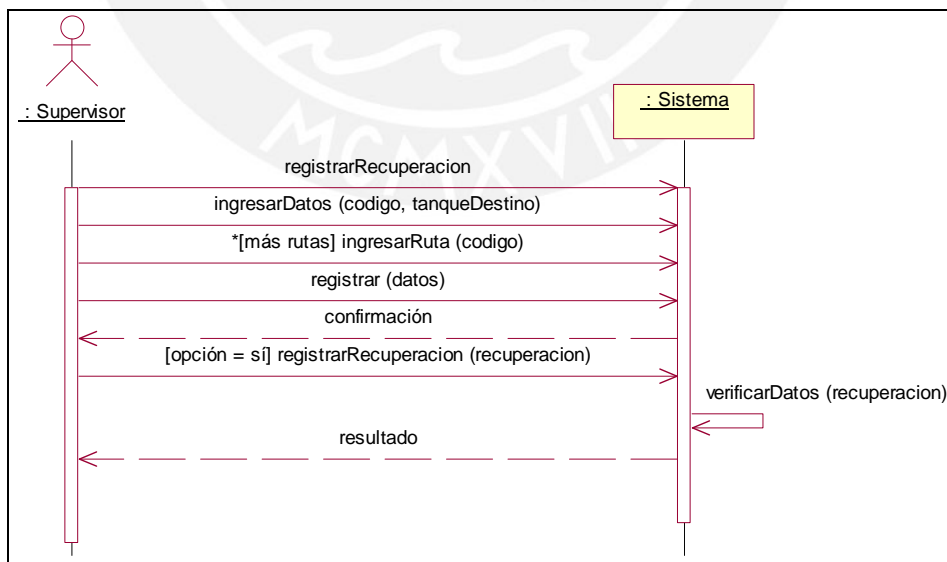 : Supervisor
: Sistema
MCMXVII
registrarRecuperacion
ingresarDatos (codigo, tanqueDestino)
*[más rutas] ingresarRuta (codigo)
registrar (datos)
confirmación
[opción = sí] registrarRecuperacion (recuperacion)
verificarDatos (recuperacion)
resultado